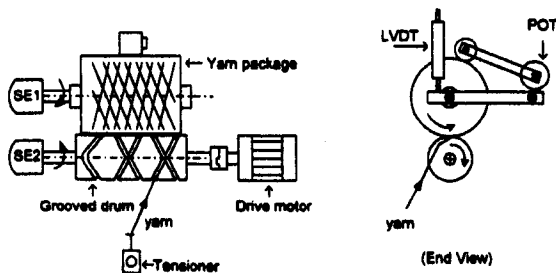 Yarn package
SE1
SE2
Grooved drum
yarn
Drive motor
Tensioner
LVDT
POT
yarn
(End View)